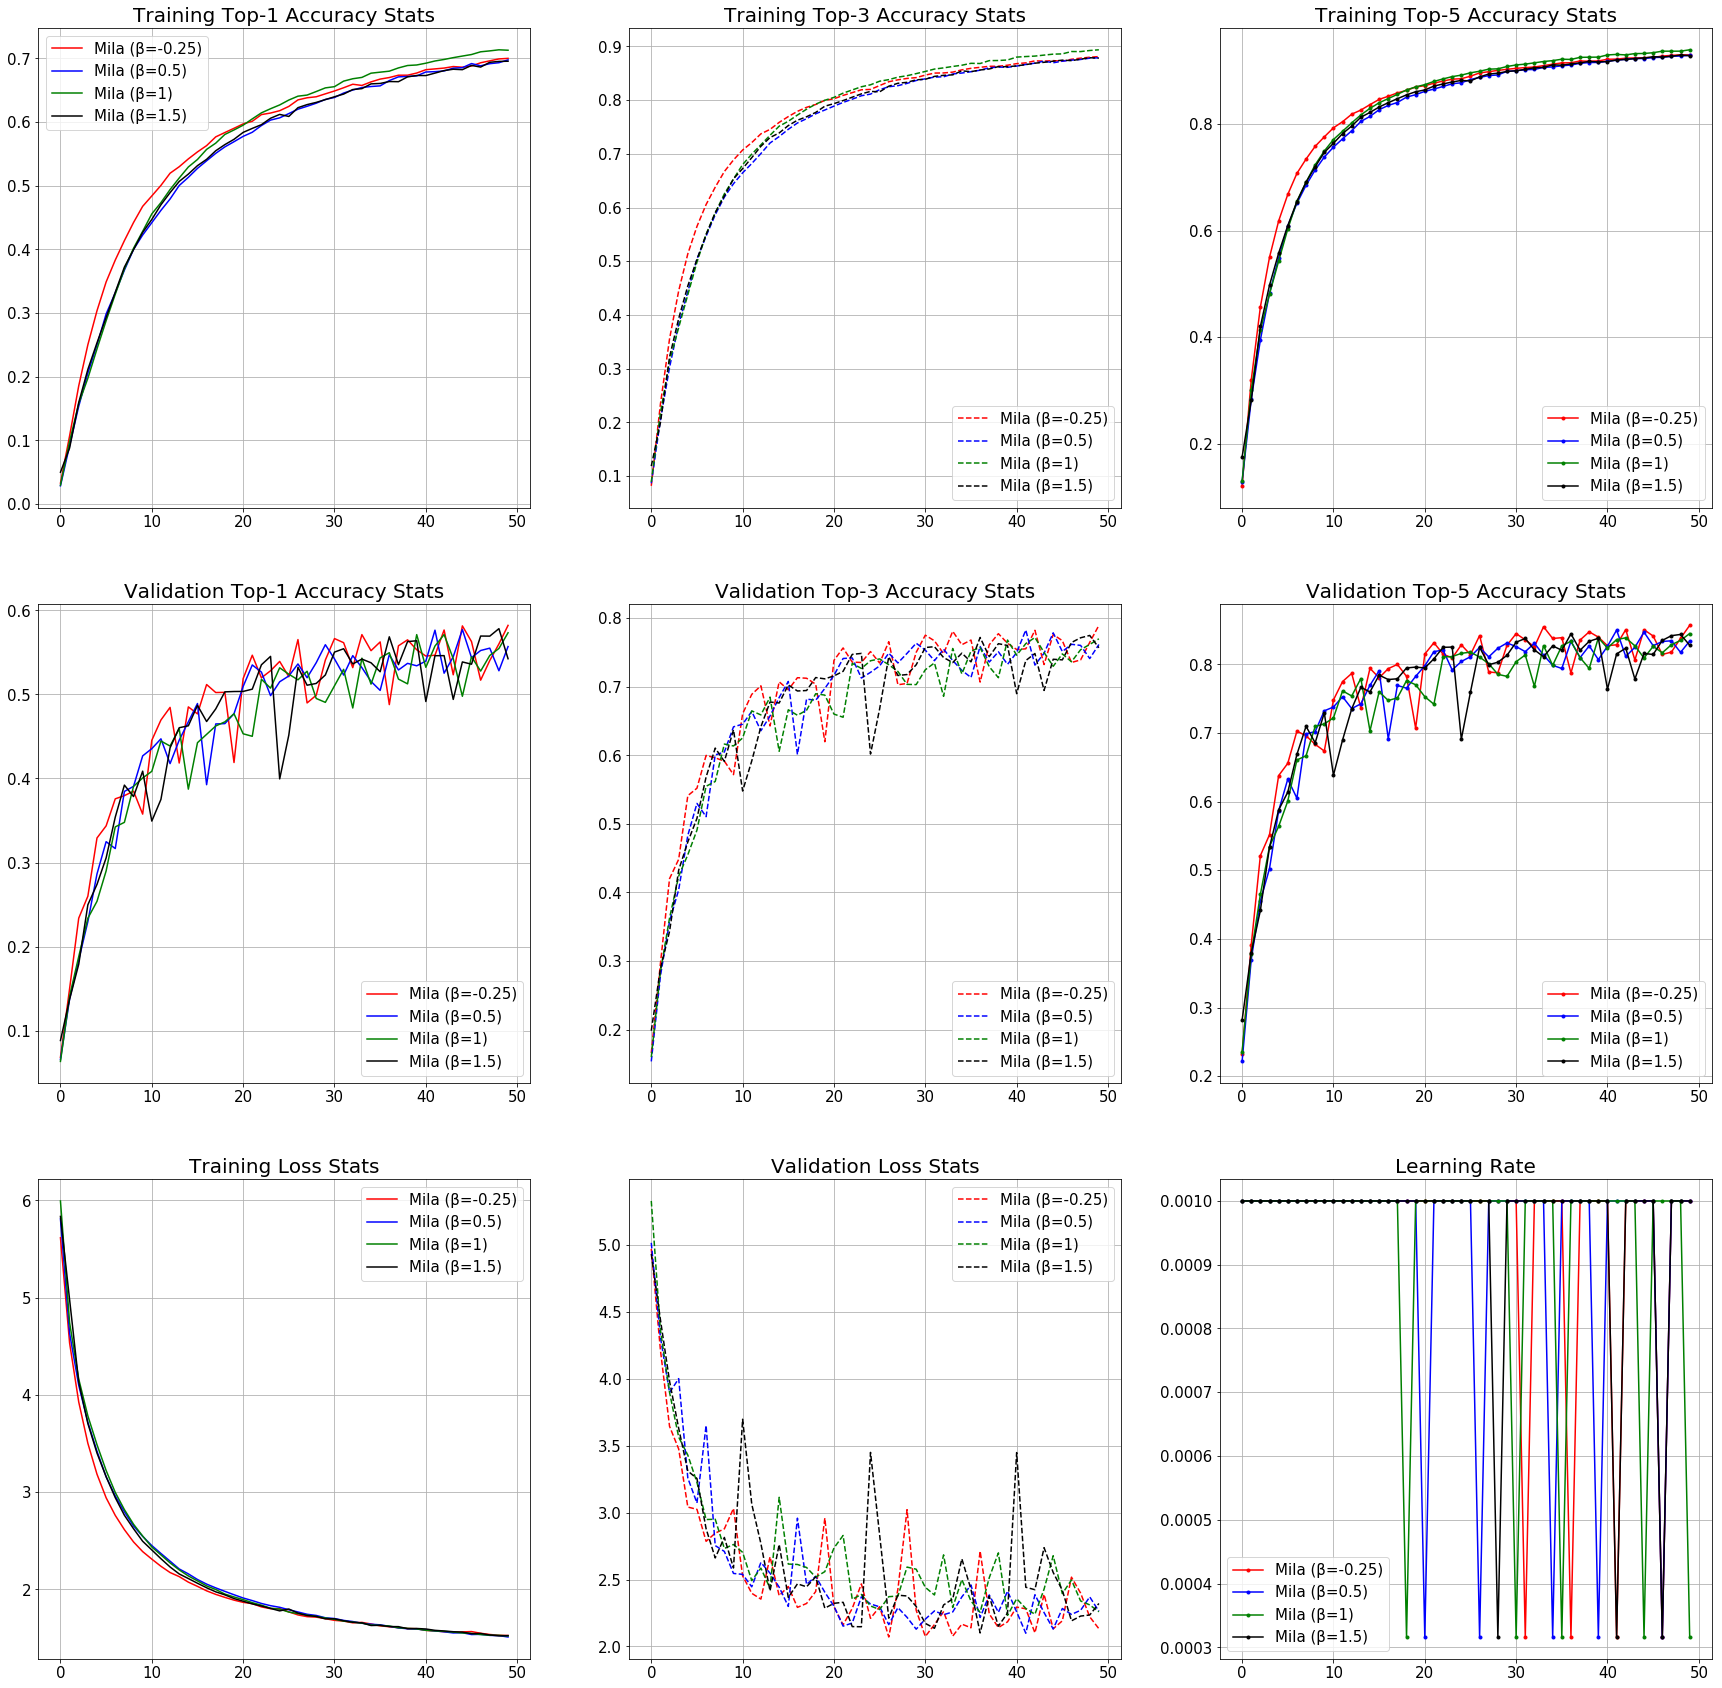 Training Top-1 Accuracy Stats
0.7
0.6
0.5
0.4
0.3
0.2
0.1
0.0
0 10 20 30 40 50
Mila (β=-0.25)
Mila (β=0.5)
Mila (β=1)
Mila (β=1.5)
Training Top-3 Accuracy Stats
0.9
0.8
0.7
0.6
0.5
0.4
0.3
0.2
0.1
0 10 20 30 40 50
Mila (β=-0.25)
Mila (β=0.5)
Mila (β=1)
Mila (β=1.5)
Training Top-5 Accuracy Stats
0.8
0.6
0.4
0.2
0 10 20 30 40 50
Mila (β=-0.25)
Mila (β=0.5)
Mila (β=1)
Mila (β=1.5)
Validation Top-1 Accuracy Stats
0.6
0.5
0.4
0.3
0.2
0.1
0 10 20 30 40 50
Mila (β=-0.25)
Mila (β=0.5)
Mila (β=1)
Mila (β=1.5)
Validation Top-3 Accuracy Stats
0.8
0.7
0.6
0.5
0.4
0.3
0.2
0 10 20 30 40 50
Mila (β=-0.25)
Mila (β=0.5)
Mila (β=1)
Mila (β=1.5)
Validation Top-5 Accuracy Stats
0.8
0.7
0.6
0.5
0.4
0.3
0.2
0 10 20 30 40 50
Mila (β=-0.25)
Mila (β=0.5)
Mila (β=1)
Mila (β=1.5)
Training Loss Stats
6
5
4
3
2
0 10 20 30 40 50
Mila (β=-0.25)
Mila (β=0.5)
Mila (β=1)
Mila (β=1.5)
Validation Loss Stats
5.0
4.5
4.0
3.5
3.0
2.5
2.0
0 10 20 30 40 50
Mila (β=-0.25)
Mila (β=0.5)
Mila (β=1)
Mila (β=1.5)
Learning Rate
0.0010
0.0009
0.0008
0.0007
0.0006
0.0005
0.0004
0.0003
0 10 20 30 40 50
Mila (β=-0.25)
Mila (β=0.5)
Mila (β=1)
Mila (β=1.5)